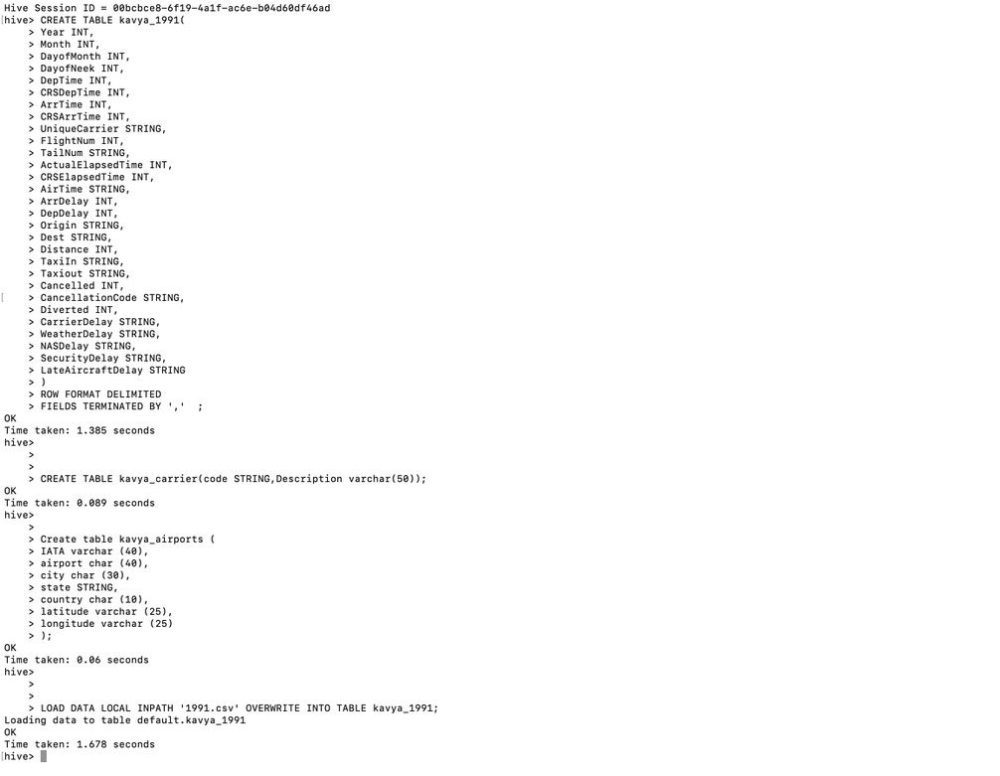 Hive Session ID = 00bcbce8-6f19-4a1f-ac6e-b04d60df46ad
[hive> CREATE TABLE kavya_1991(
    > Year INT,
    > Month INT,
    > DayofMonth INT,
    > DayofNeek INT,
    > DepTime INT,
    > CRSDepTime INT,
    > ArrTime INT,
    > CRSArrTime INT,
    > UniqueCarrier STRING,
    > FlightNum INT,
    > TailNum STRING,
    > ActualElapsedTime INT,
    > CRSElapsedTime INT,
    > AirTime STRING,
    > ArrDelay INT,
    > DepDelay INT,
    > Origin STRING,
    > Dest STRING,
    > Distance INT,
    > TaxiIn STRING,
    > Taxiout STRING,
    > Cancelled INT,
[    > CancellationCode STRING,
    > Diverted INT,
    > CarrierDelay STRING,
    > WeatherDelay STRING,
    > NASDelay STRING,
    > SecurityDelay STRING,
    > LateAircraftDelay STRING
    > )
    > ROW FORMAT DELIMITED
    > FIELDS TERMINATED BY ','  ;
OK
Time taken: 1.385 seconds
hive>
    >
    >
    > CREATE TABLE kavya_carrier(code STRING,Description varchar(50));
OK
Time taken: 0.089 seconds
hive>
    >
    > Create table kavya_airports (
    > IATA varchar (40),
    > airport char (40),
    > city char (30),
    > state STRING,
    > country char (10),
    > latitude varchar (25),
    > longitude varchar (25)
    > );
OK
Time taken: 0.06 seconds
hive>
    >
    >
    > LOAD DATA LOCAL INPATH '1991.csv' OVERWRITE INTO TABLE kavya_1991;
Loading data to table default.kavya_1991
OK
Time taken: 1.678 seconds
[hive>